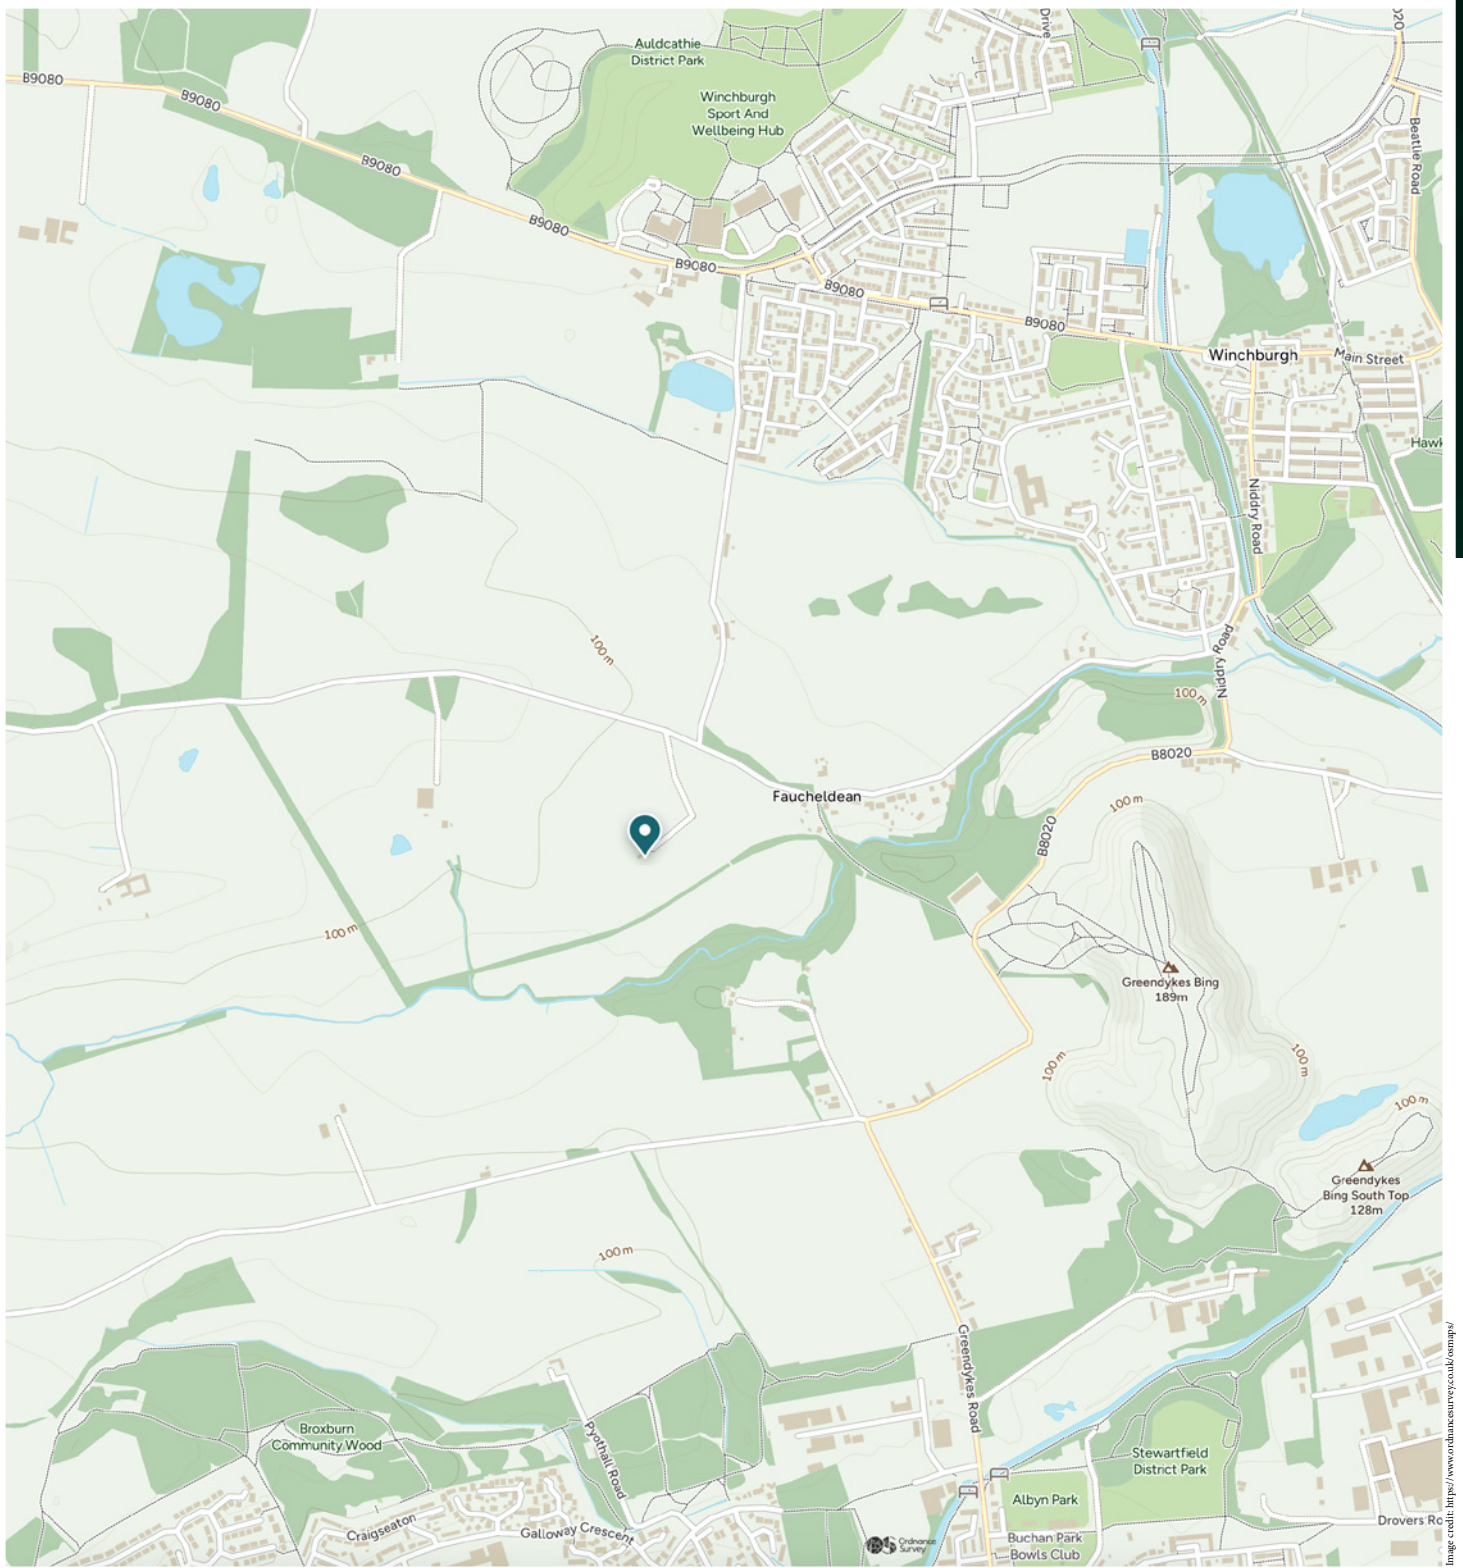 Drive
B8020
Auldcathie
District Park
B9080
B9080
Winchburgh
Sport And
Wellbeing Hub
Beatlie Road
B9080
B9080
B9080
B9080
B9080
Winchburgh
Main Street
Hawk
Niddry Road
100 m
Niddry Road
100 m
B8020
Faucheldean
100 m
B8020
100 m
Greendykes Bing
189m
100 m
100 m
100 m
Greendykes
Bing South Top
128m
100 m
Greendykes Road
Broxburn
Community Wood
Pyothall Road
Stewartfield
District Park
Albyn Park
Craigseaton
Galloway Crescent
Ordnance
Survey
Buchan Park
Bowls Club
Drovers Ro
Image credit: https://www.ordnancesurvey.co.uk/osmaps/